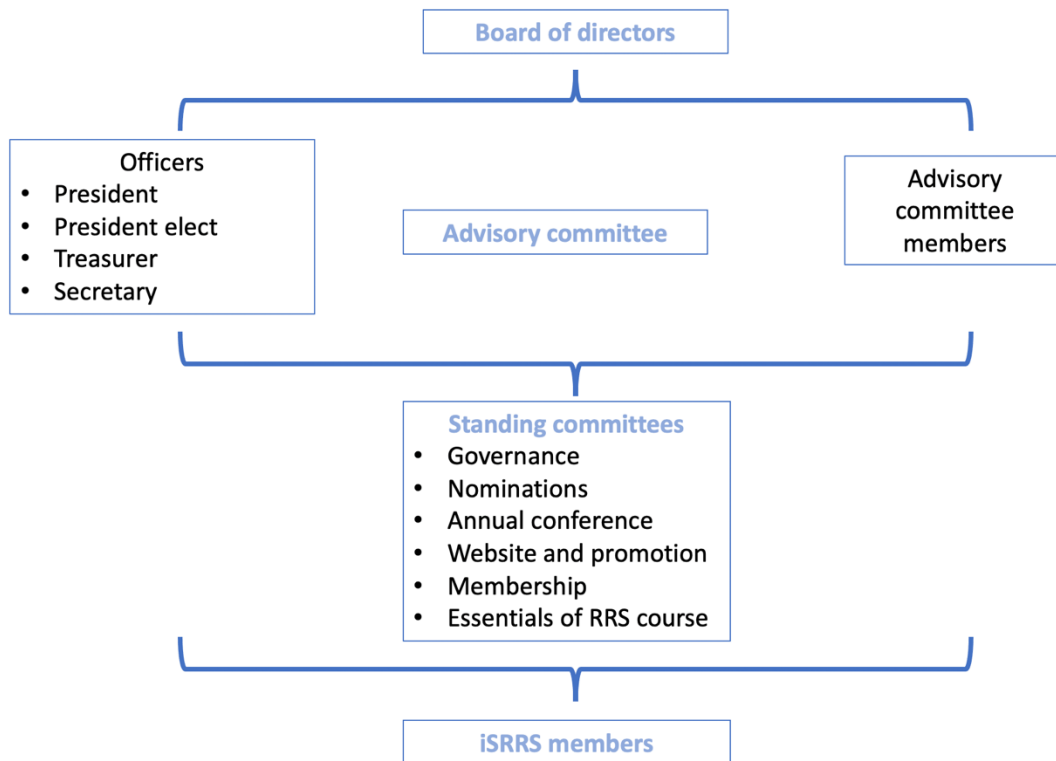 Board of directors
Officers
• President
• President elect
• Treasurer
• Secretary
Advisory committee
Advisory
committee
members
Standing committees
• Governance
• Nominations
• Annual conference
• Website and promotion
• Membership
• Essentials of RRS course
iSRRS members